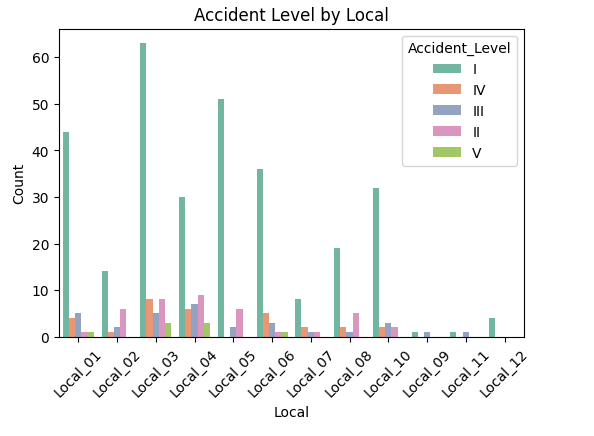 Accident Level by Local
Accident_Level
I
IV
III
II
V
Count
60
50
40
30
20
10
0
Local_01
Local_02
Local_03
Local_04
Local_05
Local_06
Local_07
Local_08
Local_10
Local_09
Local_11
Local_12
Local